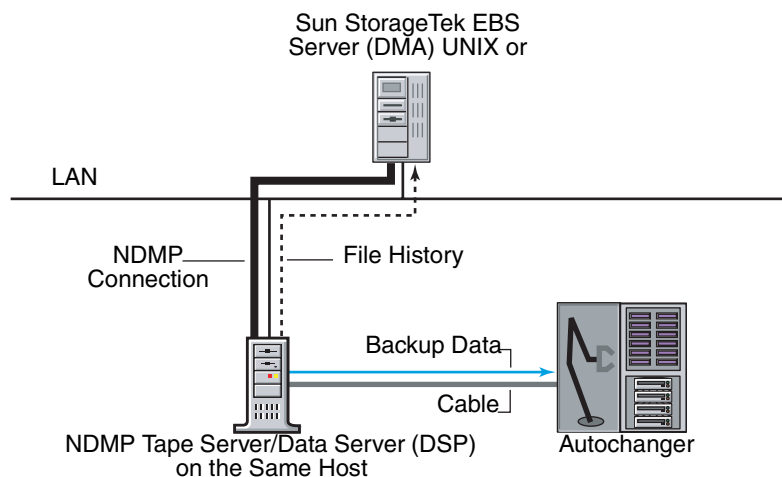 Sun StorageTek EBS
Server (DMA) UNIX or
LAN
NDMP
Connection
File History
Backup Data
Cable
NDMP Tape Server/Data Server (DSP)
on the Same Host
Autochanger